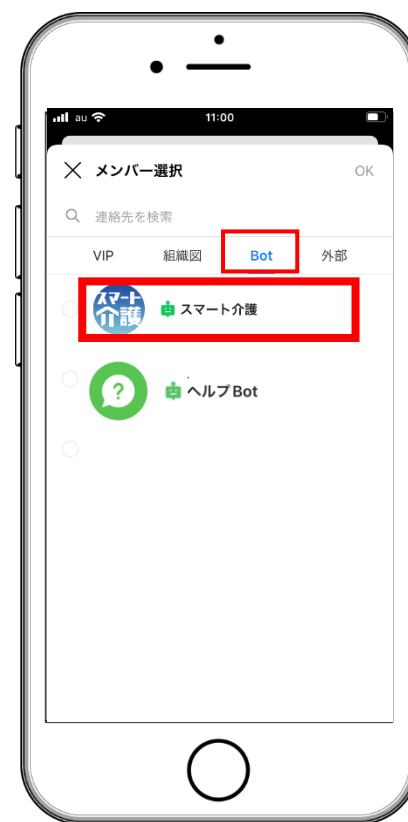 au 11:00
メンバー選択 OK
連絡先を検索
VIP 組織図 Bot 外部
スマート
介護
スマート介護
?
ヘルプBot